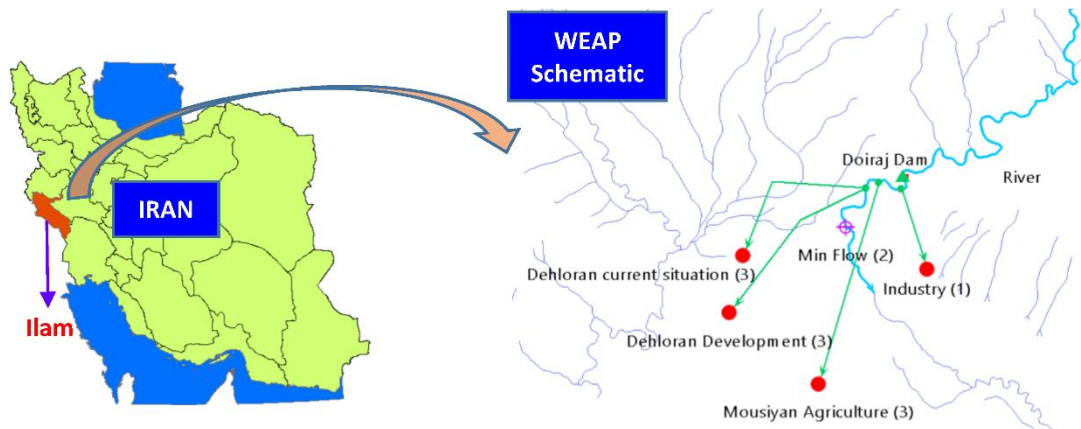 IRAN
Ilam
WEAP
Schematic
Doiraj Dam
River
Min Flow (2)
Dehloran current situation (3)
Industry (1)
Dehloran Development (3)
Mousiyan Agriculture (3)